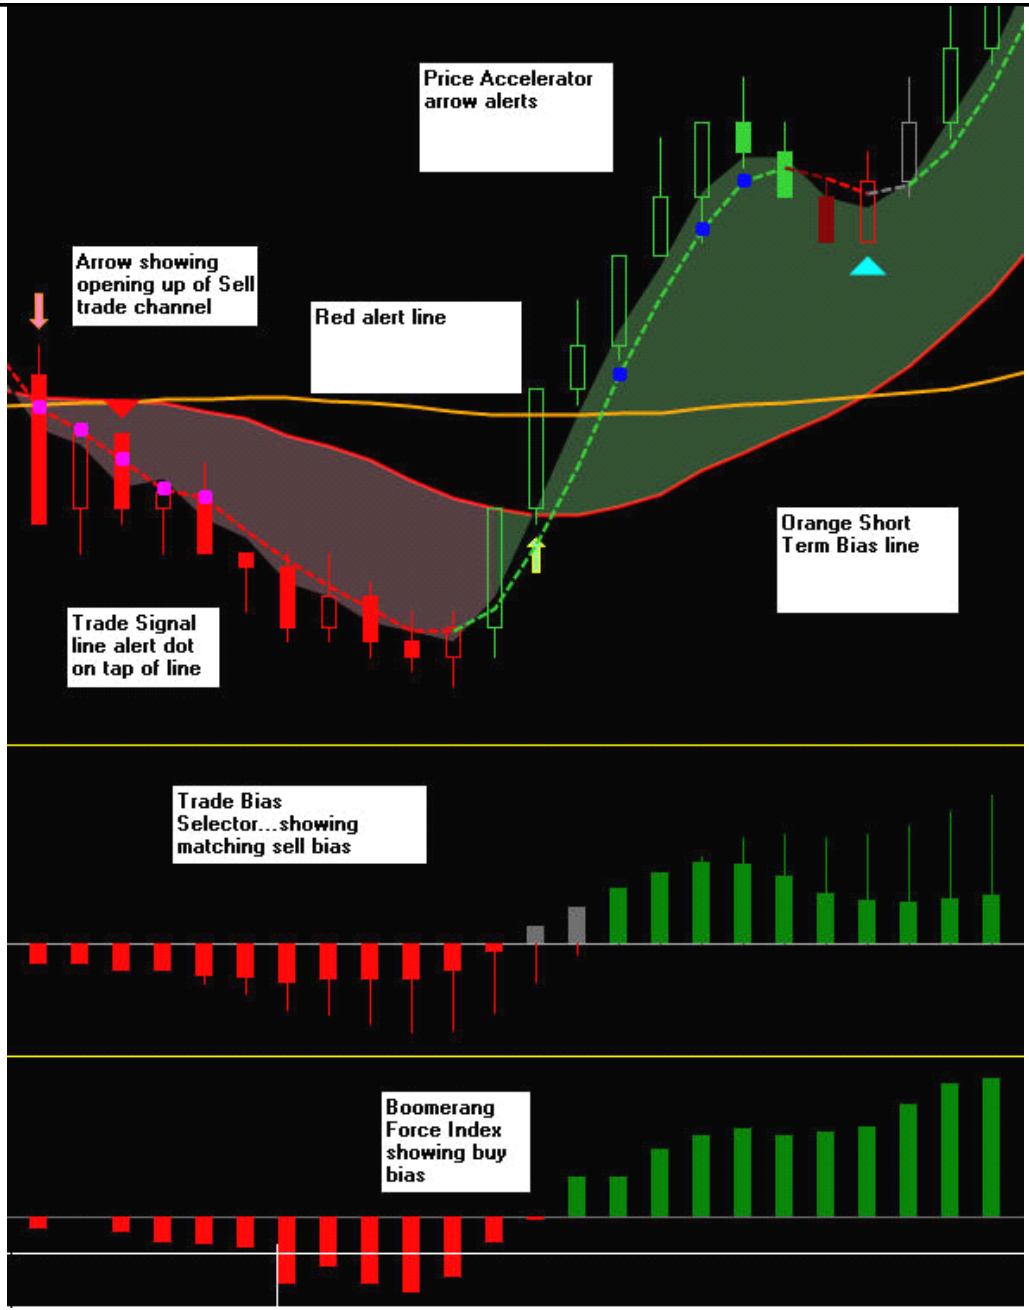 Price Accelerator
arrow alerts
Arrow showing
opening up of Sell
trade channel
Red alert line
Orange Short
Term Bias line
Trade Signal
line alert dot
on tap of line
Trade Bias
Selector...showing
matching sell bias
Boomerang
Force Index
showing buy
bias